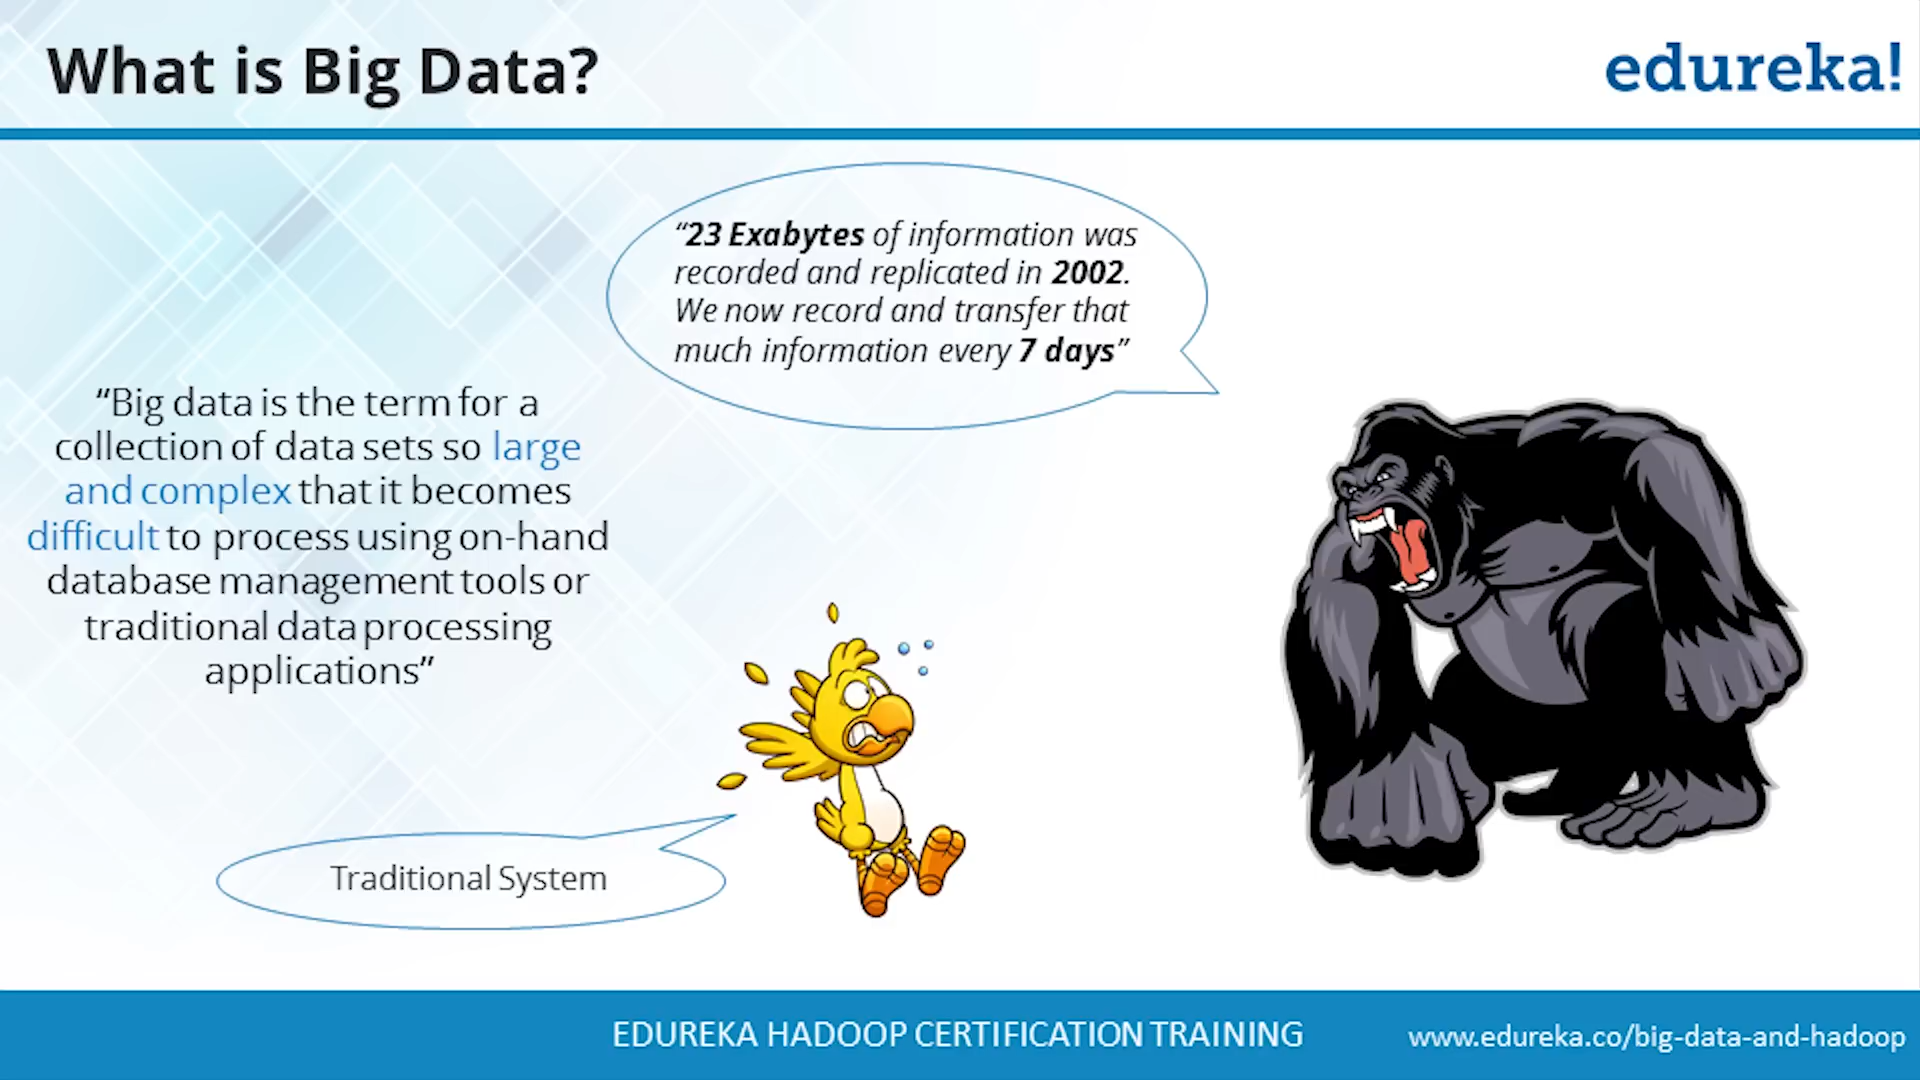 What is Big Data?
edureka!
“23 Exabytes of information was
recorded and replicated in 2002.
We now record and transfer that
much information every 7 days”
“Big data is the term for a
collection of data sets so large
and complex that it becomes
difficult to process using on-hand
database management tools or
traditional data processing
applications”
Traditional System
EDUREKA HADOOP CERTIFICATION TRAINING
www.edureka.co/big-data-and-hadoop